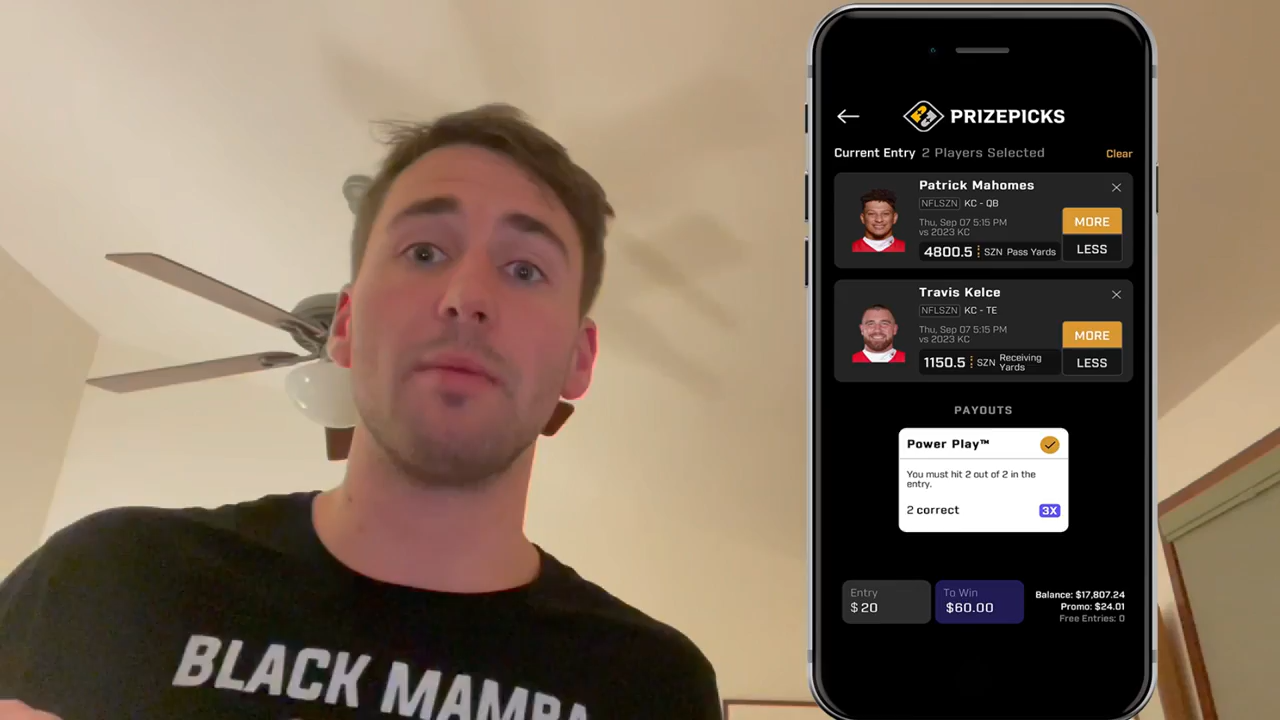 PRIZEPICKS
Current Entry 2 Players Selected Clear
Patrick Mahomes
NFLSZN KC - QB
Thu, Sep 07 5:15 PM
vs 2023 KC
4800.5 SZN Pass Yards
MORE
LESS
Travis Kelce
NFLSZN KC - TE
Thu, Sep 07 5:15 PM
vs 2023 KC
1150.5 SZN Receiving
Yards
MORE
LESS
PAYOUTS
Power Play™
You must hit 2 out of 2 in the
entry.
2 correct 3X
Entry
$ 20
To Win
$60.00
Balance: $17,807.24
Promo: $24.01
Free Entries: 0
BLACK MAMBA